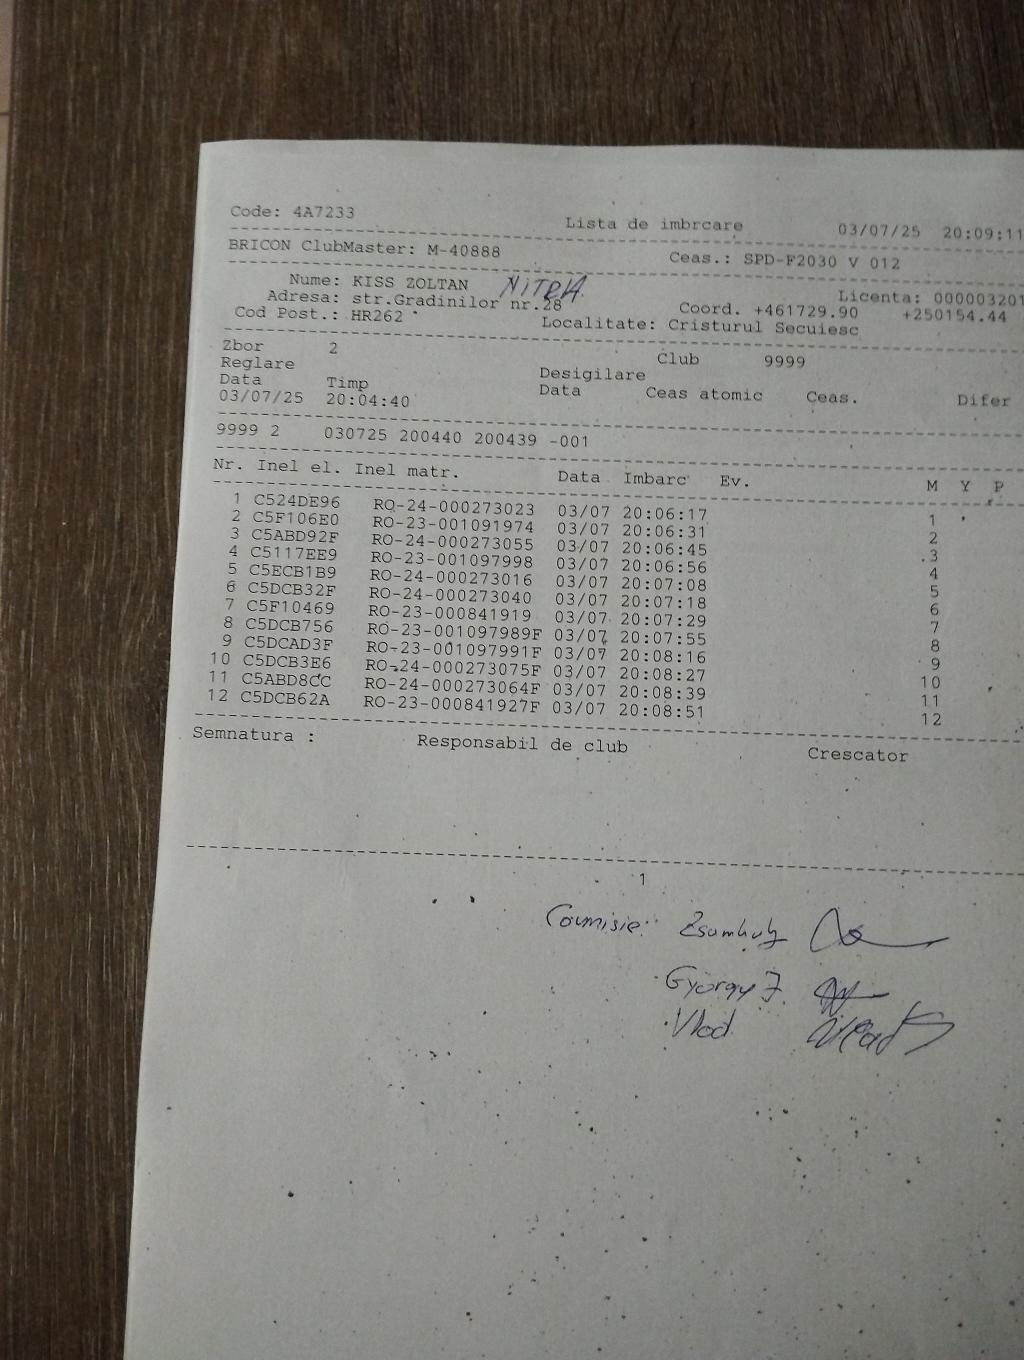 Code: 4A7233 Lista de imbrcare 03/07/25 20:09:11
BRICON ClubMaster: M-40888 Ceas.: SPD-F2030 V 012
Nume: KISS ZOLTAN NITRA Licenta: 000003201
Adresa: str.Gradinilor nr.28 Coord. +461729.90 +250154.44
Cod Post.: HR262 Localitate: Cristurul Secuiesc
Zbor 2 Club 9999
Reglare Desigilare
Data Timp Data Ceas atomic Ceas. Difer
03/07/25 20:04:40
9999 2 030725 200440 200439 -001
Nr. Inel el. Inel matr. Data Imbarc Ev. M Y P
1 C524DE96 RO-24-000273023 03/07 20:06:17 1
2 C5F106E0 RO-23-001091974 03/07 20:06:31 2
3 C5ABD92F RO-24-000273055 03/07 20:06:45 3
4 C5117EE9 RO-23-001097998 03/07 20:06:56 4
5 C5ECB1B9 RO-24-000273016 03/07 20:07:08 5
6 C5DCB32F RO-24-000273040 03/07 20:07:18 6
7 C5F10469 RO-23-000841919 03/07 20:07:29 7
8 C5DCB756 RO-23-001097989F 03/07 20:07:55 8
9 C5DCAD3F RO-23-001097991F 03/07 20:08:16 9
10 C5DCB3E6 RO-24-000273075F 03/07 20:08:27 10
11 C5ABD8CC RO-24-000273064F 03/07 20:08:39 11
12 C5DCB62A RO-23-000841927F 03/07 20:08:51 12
Semnatura : Responsabil de club Crescator
1
Comisie:
György J.
Vlad